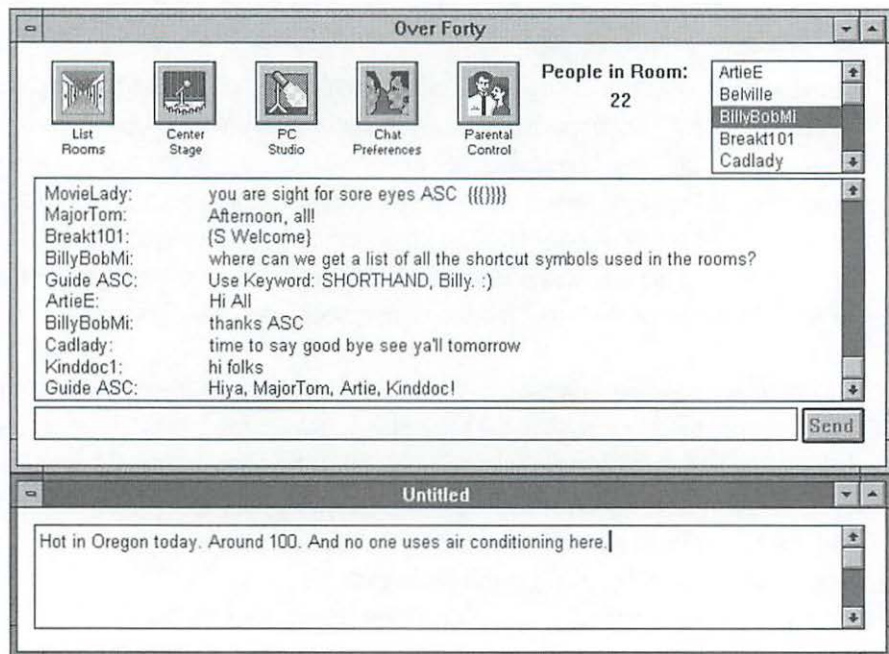 Over Forty
List Rooms
Center Stage
PC Studio
Chat Preferences
Parental Control
People in Room:
22
ArtieE
Belville
BillyBobMi
Breakt101
Cadlady
MovieLady: you are sight for sore eyes ASC {{{}}}}
MajorTom: Afternoon, all!
Breakt101: {S Welcome}
BillyBobMi: where can we get a list of all the shortcut symbols used in the rooms?
Guide ASC: Use Keyword: SHORTHAND, Billy. :)
ArtieE: Hi All
BillyBobMi: thanks ASC
Cadlady: time to say good bye see ya'll tomorrow
Kinddoc1: hi folks
Guide ASC: Hiya, MajorTom, Artie, Kinddoc!
Send
Untitled
Hot in Oregon today. Around 100. And no one uses air conditioning here.